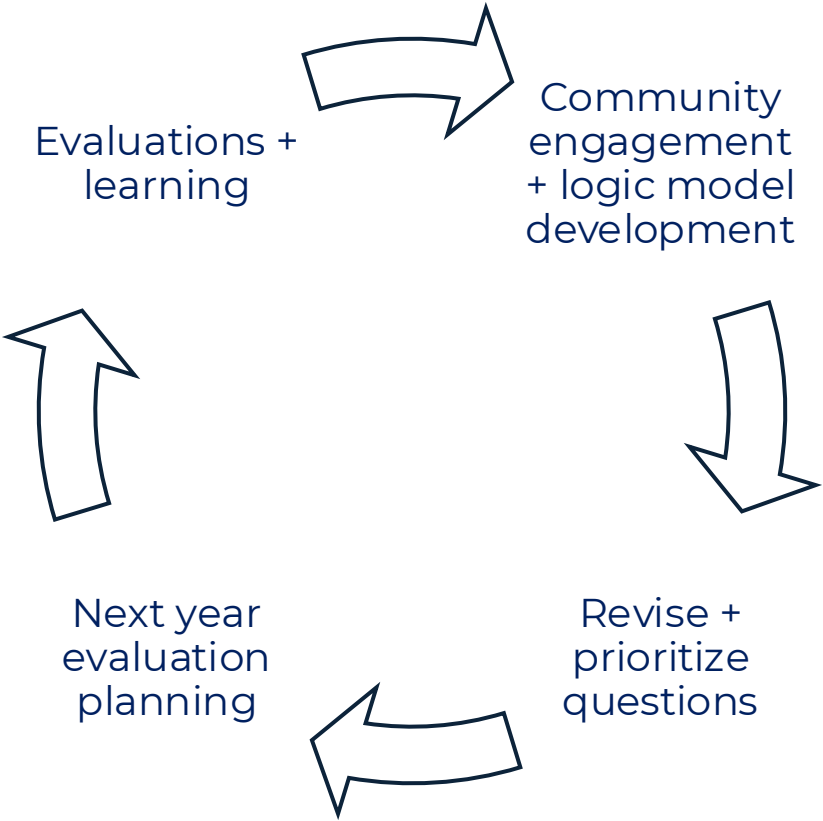 Evaluations +
learning
Community
engagement
+ logic model
development
Next year
evaluation
planning
Revise +
prioritize
questions